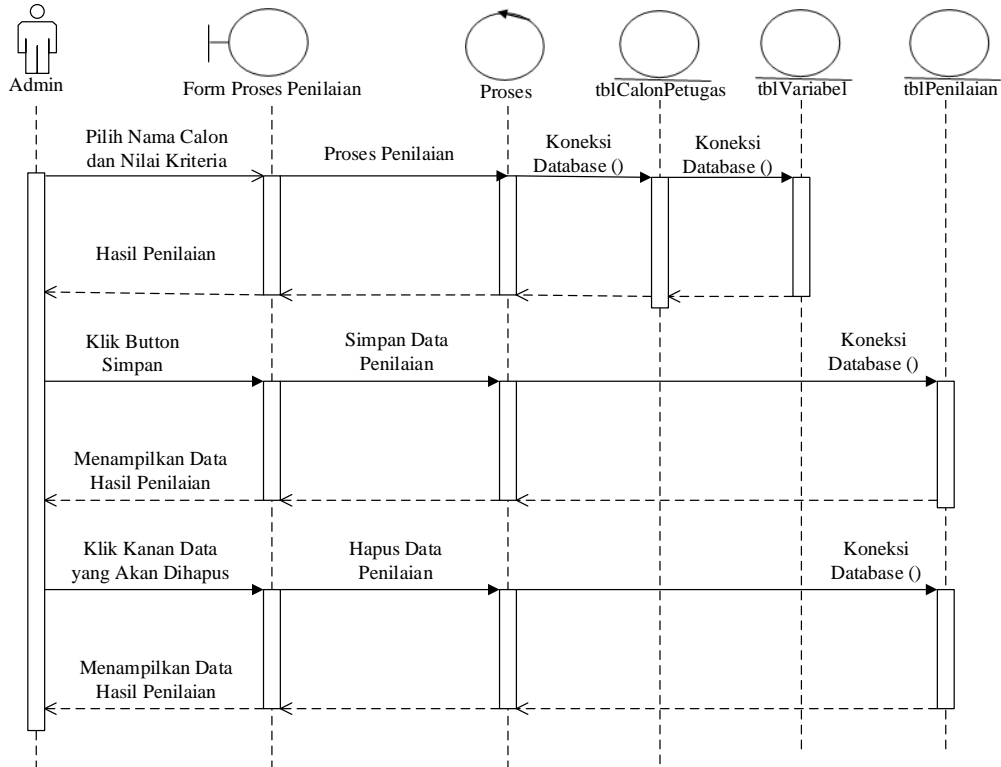 Admin
Form Proses Penilaian
Proses
tblCalonPetugas
tblVariabel
tblPenilaian
Pilih Nama Calon
dan Nilai Kriteria
Proses Penilaian
Koneksi
Database ()
Koneksi
Database ()
Hasil Penilaian
Klik Button
Simpan
Simpan Data
Penilaian
Koneksi
Database ()
Menampilkan Data
Hasil Penilaian
Klik Kanan Data
yang Akan Dihapus
Hapus Data
Penilaian
Koneksi
Database ()
Menampilkan Data
Hasil Penilaian